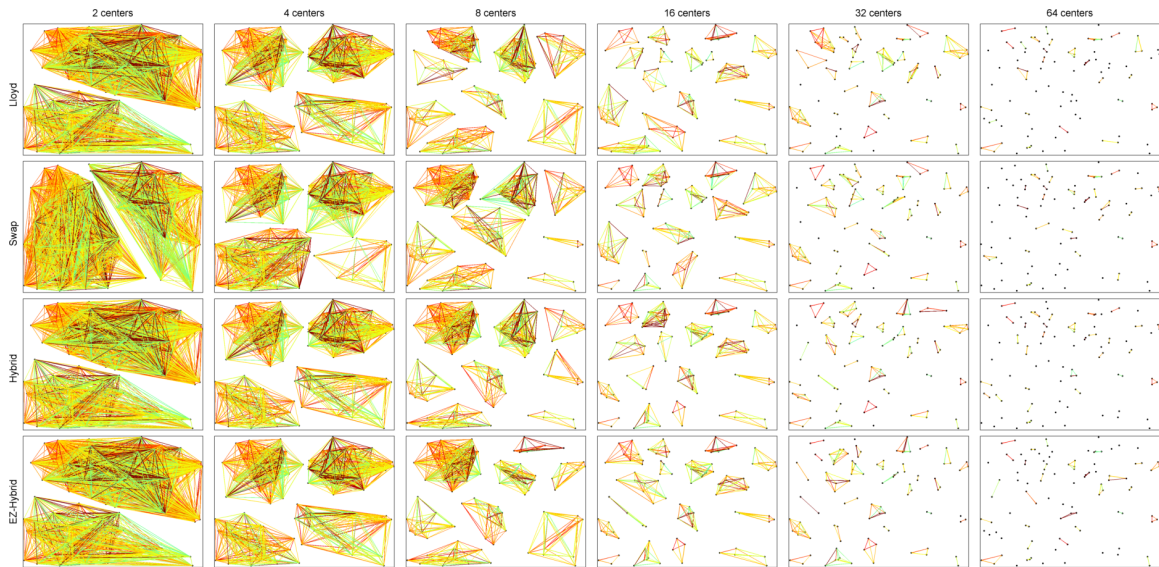 2 centers
4 centers
8 centers
16 centers
32 centers
64 centers
Lloyd
Swap
Hybrid
EZ-Hybrid